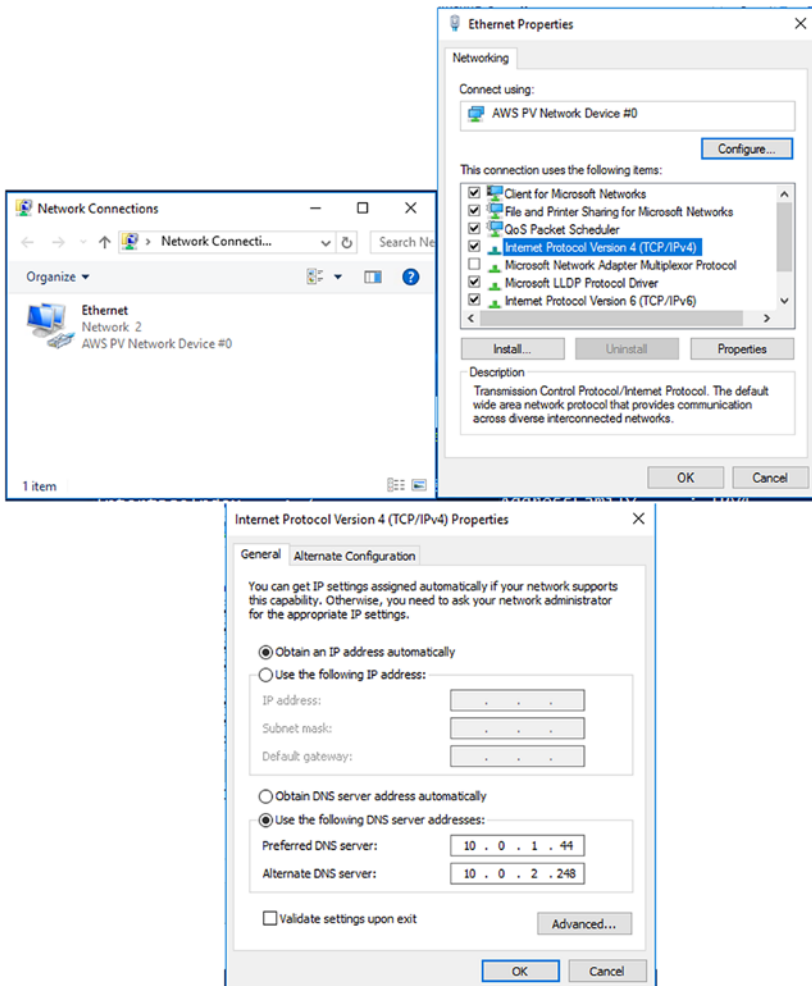 Ethernet Properties
Networking
Connect using:
AWS PV Network Device #0
Configure...
This connection uses the following items:
Client for Microsoft Networks
File and Printer Sharing for Microsoft Networks
QoS Packet Scheduler
Internet Protocol Version 4 (TCP/IPv4)
Microsoft Network Adapter Multiplexor Protocol
Microsoft LLDP Protocol Driver
Internet Protocol Version 6 (TCP/IPv6)
Install... Uninstall Properties
Description
Transmission Control Protocol/Internet Protocol. The default
wide area network protocol that provides communication
across diverse interconnected networks.
OK Cancel
Network Connections
Network Connecti... Search Ne
Organize
Ethernet
Network 2
AWS PV Network Device #0
1 item
Internet Protocol Version 4 (TCP/IPv4) Properties
General Alternate Configuration
You can get IP settings assigned automatically if your network supports
this capability. Otherwise, you need to ask your network administrator
for the appropriate IP settings.
Obtain an IP address automatically
Use the following IP address:
IP address: . . .
Subnet mask: . . .
Default gateway: . . .
Obtain DNS server address automatically
Use the following DNS server addresses:
Preferred DNS server: 10 . 0 . 1 . 44
Alternate DNS server: 10 . 0 . 2 . 248
Validate settings upon exit
Advanced...
OK Cancel